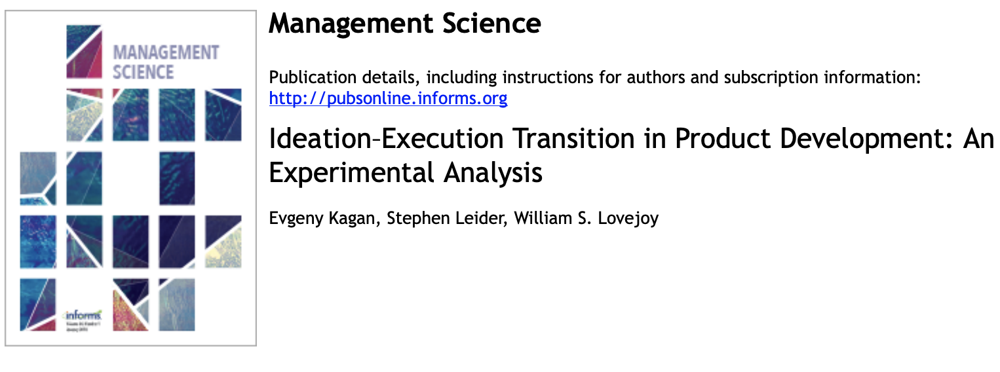 MANAGEMENT
SCIENCE
informs
Management Science
Publication details, including instructions for authors and subscription information:
http://pubsonline.informs.org
Ideation–Execution Transition in Product Development: An
Experimental Analysis
Evgeny Kagan, Stephen Leider, William S. Lovejoy